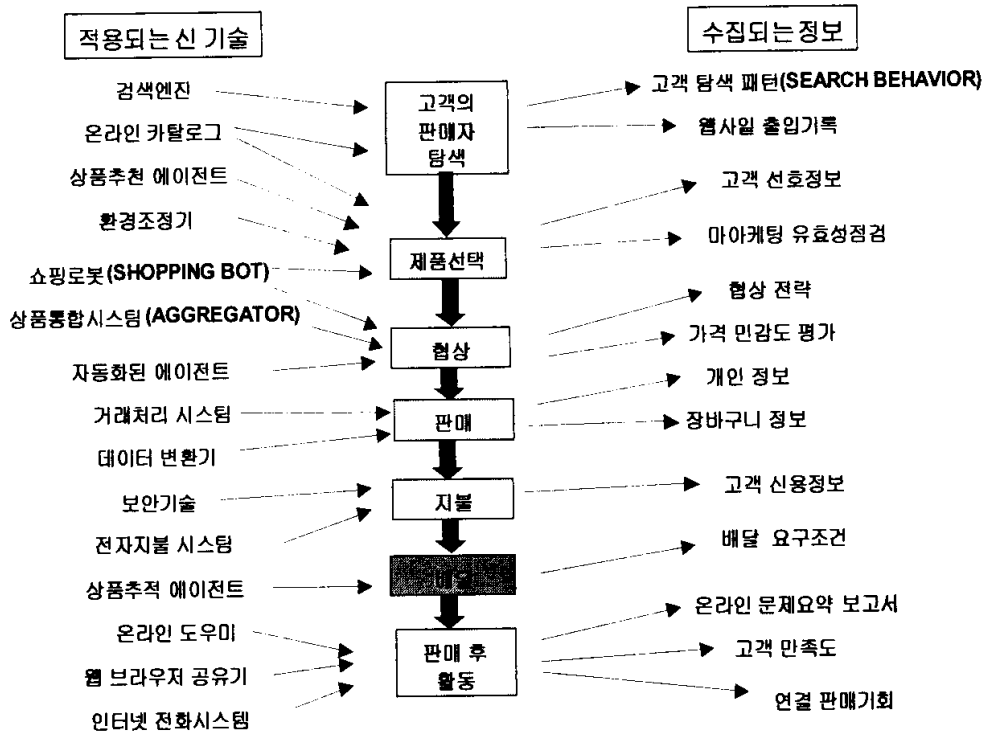 적용되는 신 기술
수집되는 정보
검색엔진
온라인 카탈로그
상품추천 에이전트
환경조정기
쇼핑로봇(SHOPPING BOT)
상품통합시스팀(AGGREGATOR)
자동화된 에이전트
거래처리 시스팀
데이터 변환기
보안기술
전자지불 시스팀
상품추적 에이전트
온라인 도우미
웹 브라우저 공유기
인터넷 전화시스템
고객의
판매자
탐색
제품선택
협상
판매
지불
배달
판매 후
활동
고객 탐색 패턴(SEARCH BEHAVIOR)
웹사일 출입기록
고객 선호정보
마아케팅 유효성점검
협상 전략
가격 민감도 평가
개인 정보
장바구니 정보
고객 신용정보
배달 요구조건
온라인 문제요약 보고서
고객 만족도
연결 판매기회